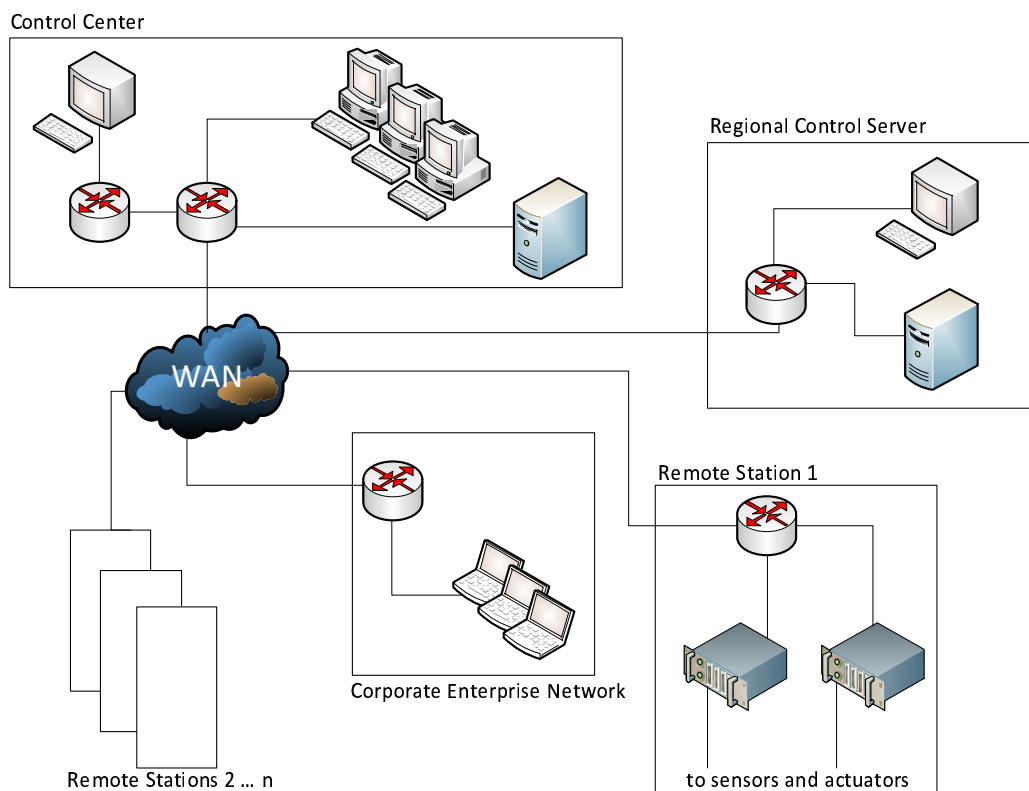 Control Center
Regional Control Server
WAN
Remote Station 1
Corporate Enterprise Network
Remote Stations 2 ... n
to sensors and actuators